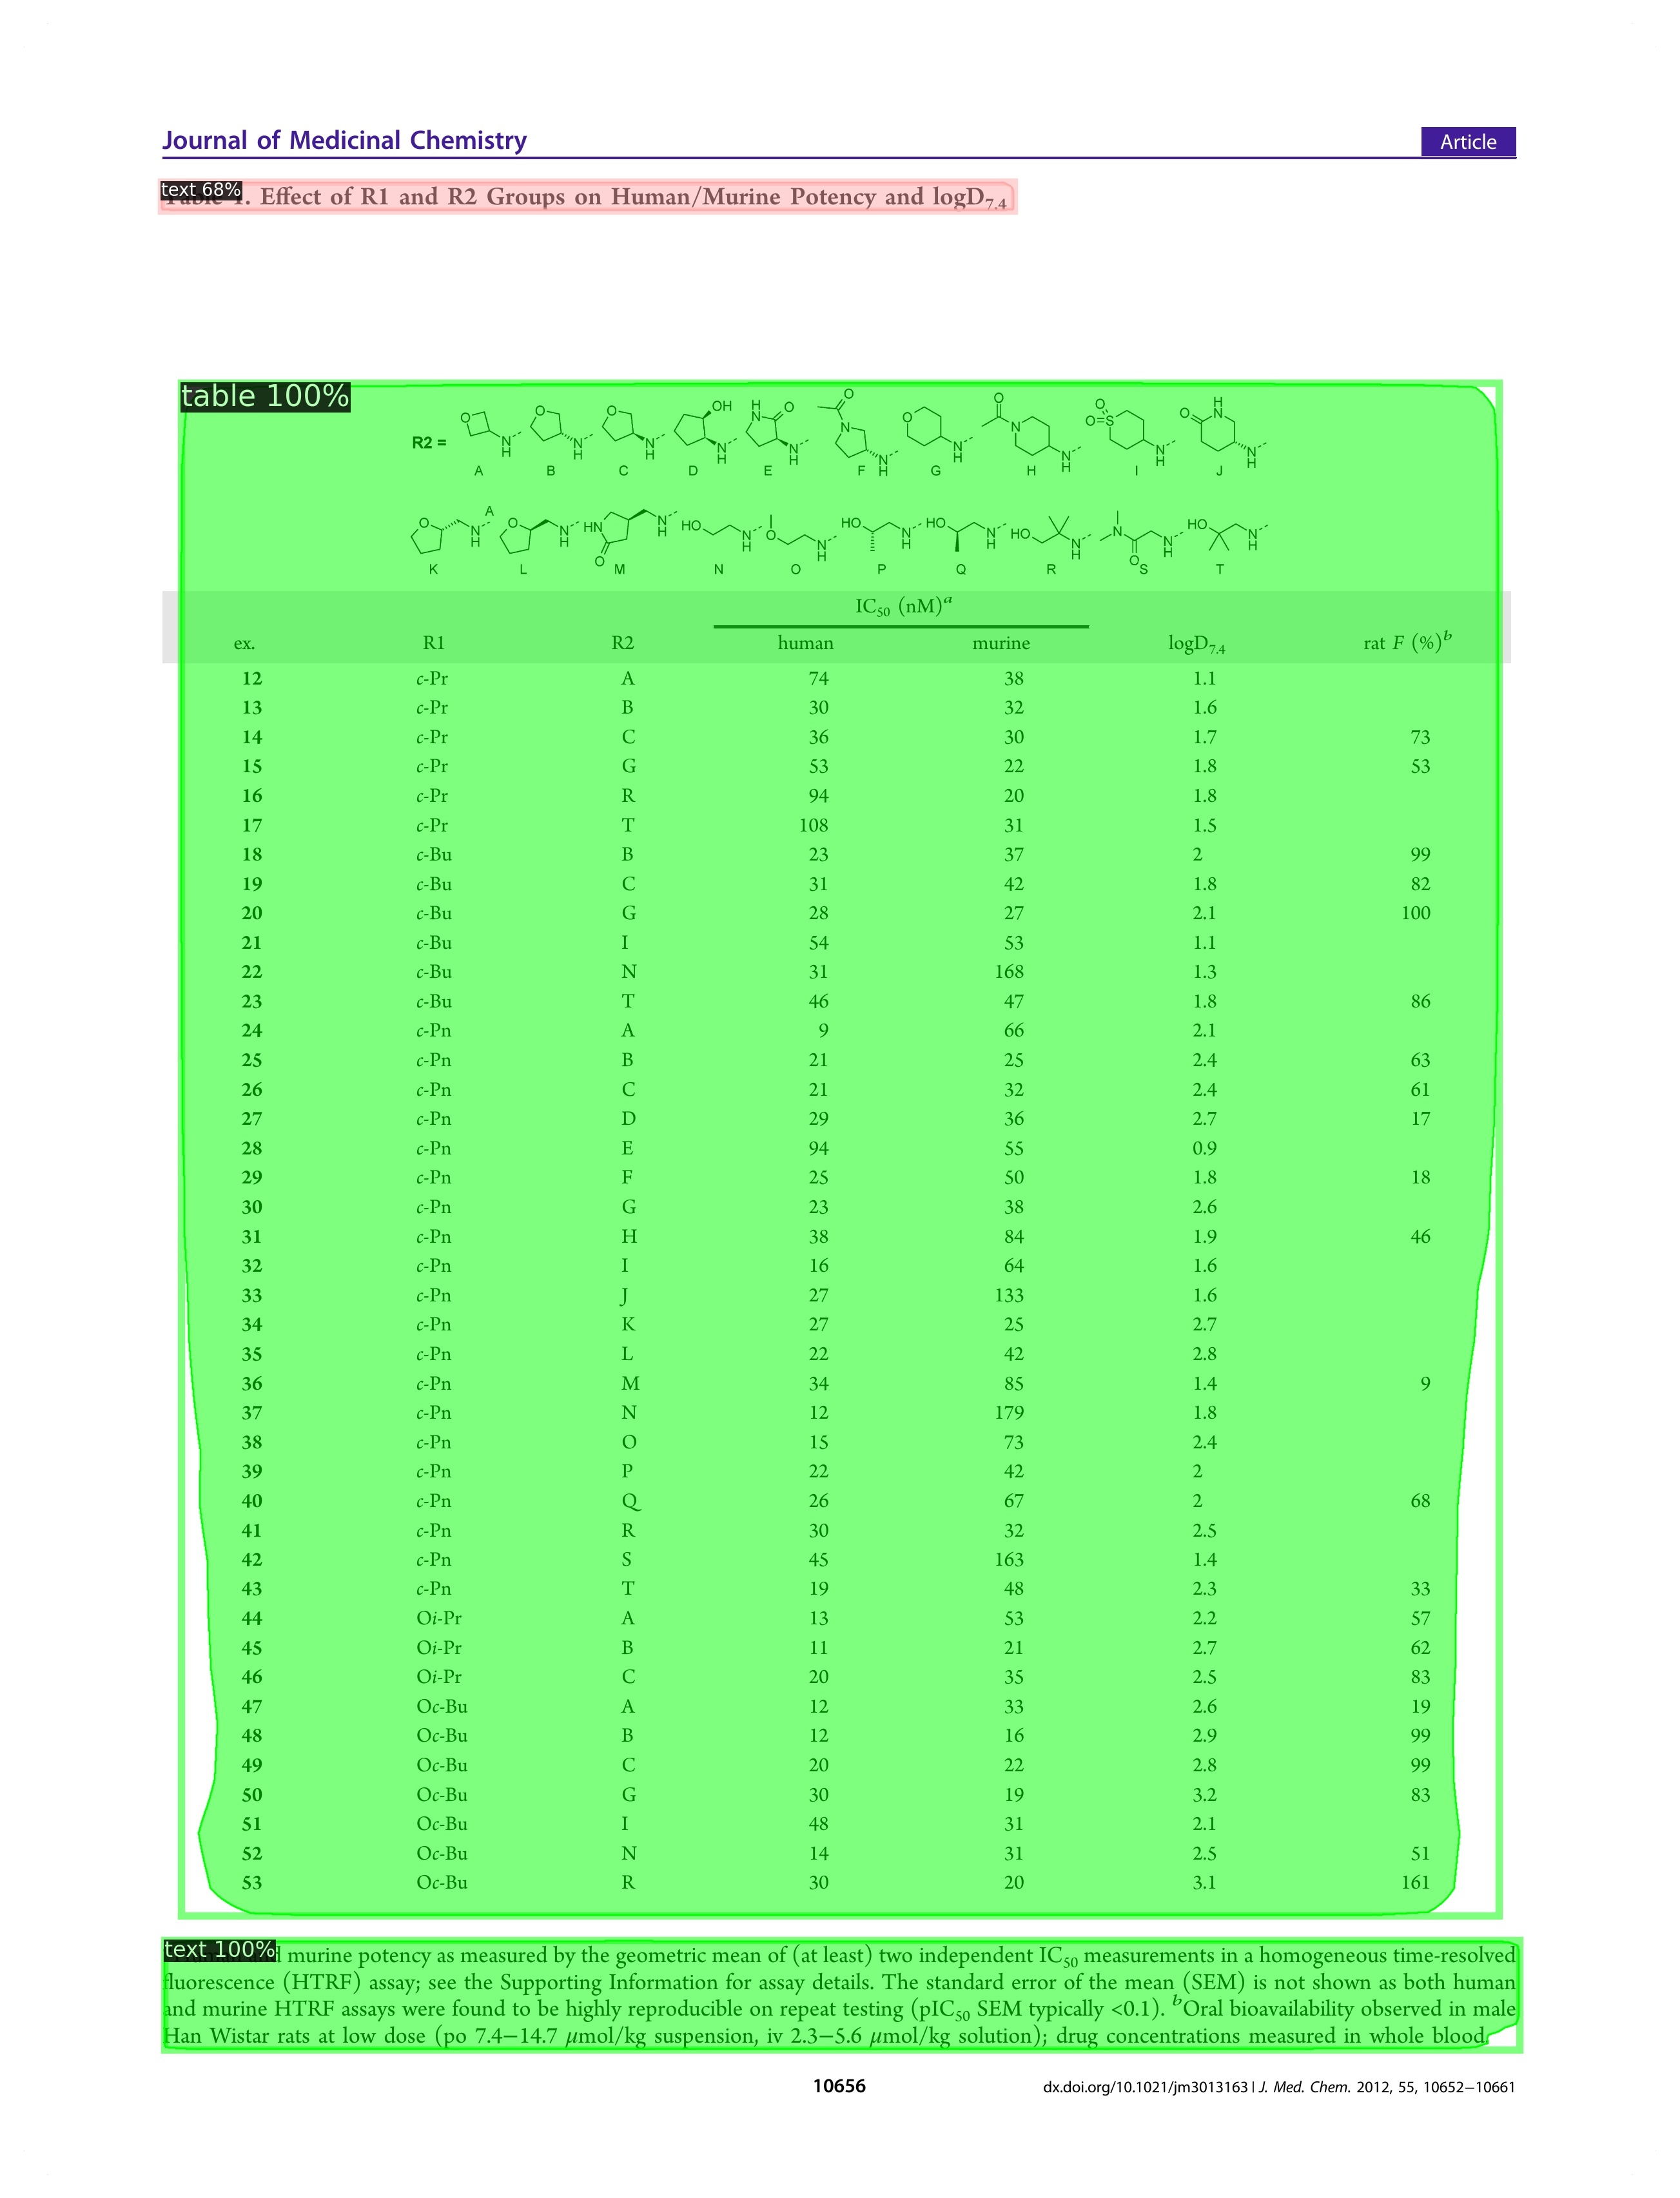 Journal of Medicinal Chemistry
Article
text 68%
. Effect of R1 and R2 Groups on Human/Murine Potency and logD7.4
table 100%
R2 =
A B C D E F G H I J
A
K L M N O P Q R S T
IC50 (nM)a
ex. R1 R2 human murine logD7.4 rat F (%)b
12 c-Pr A 74 38 1.1
13 c-Pr B 30 32 1.6
14 c-Pr C 36 30 1.7 73
15 c-Pr G 53 22 1.8 53
16 c-Pr R 94 20 1.8
17 c-Pr T 108 31 1.5
18 c-Bu B 23 37 2 99
19 c-Bu C 31 42 1.8 82
20 c-Bu G 28 27 2.1 100
21 c-Bu I 54 53 1.1
22 c-Bu N 31 168 1.3
23 c-Bu T 46 47 1.8 86
24 c-Pn A 9 66 2.1
25 c-Pn B 21 25 2.4 63
26 c-Pn C 21 32 2.4 61
27 c-Pn D 29 36 2.7 17
28 c-Pn E 94 55 0.9
29 c-Pn F 25 50 1.8 18
30 c-Pn G 23 38 2.6
31 c-Pn H 38 84 1.9 46
32 c-Pn I 16 64 1.6
33 c-Pn J 27 133 1.6
34 c-Pn K 27 25 2.7
35 c-Pn L 22 42 2.8
36 c-Pn M 34 85 1.4 9
37 c-Pn N 12 179 1.8
38 c-Pn O 15 73 2.4
39 c-Pn P 22 42 2
40 c-Pn Q 26 67 2 68
41 c-Pn R 30 32 2.5
42 c-Pn S 45 163 1.4
43 c-Pn T 19 48 2.3 33
44 Oi-Pr A 13 53 2.2 57
45 Oi-Pr B 11 21 2.7 62
46 Oi-Pr C 20 35 2.5 83
47 Oc-Bu A 12 33 2.6 19
48 Oc-Bu B 12 16 2.9 99
49 Oc-Bu C 20 22 2.8 99
50 Oc-Bu G 30 19 3.2 83
51 Oc-Bu I 48 31 2.1
52 Oc-Bu N 14 31 2.5 51
53 Oc-Bu R 30 20 3.1 161
text 100%
murine potency as measured by the geometric mean of (at least) two independent IC50 measurements in a homogeneous time-resolved
fluorescence (HTRF) assay; see the Supporting Information for assay details. The standard error of the mean (SEM) is not shown as both human
and murine HTRF assays were found to be highly reproducible on repeat testing (pIC50 SEM typically <0.1). bOral bioavailability observed in male
Han Wistar rats at low dose (po 7.4−14.7 μmol/kg suspension, iv 2.3−5.6 μmol/kg solution); drug concentrations measured in whole blood.
10656
dx.doi.org/10.1021/jm3013163 | J. Med. Chem. 2012, 55, 10652−10661